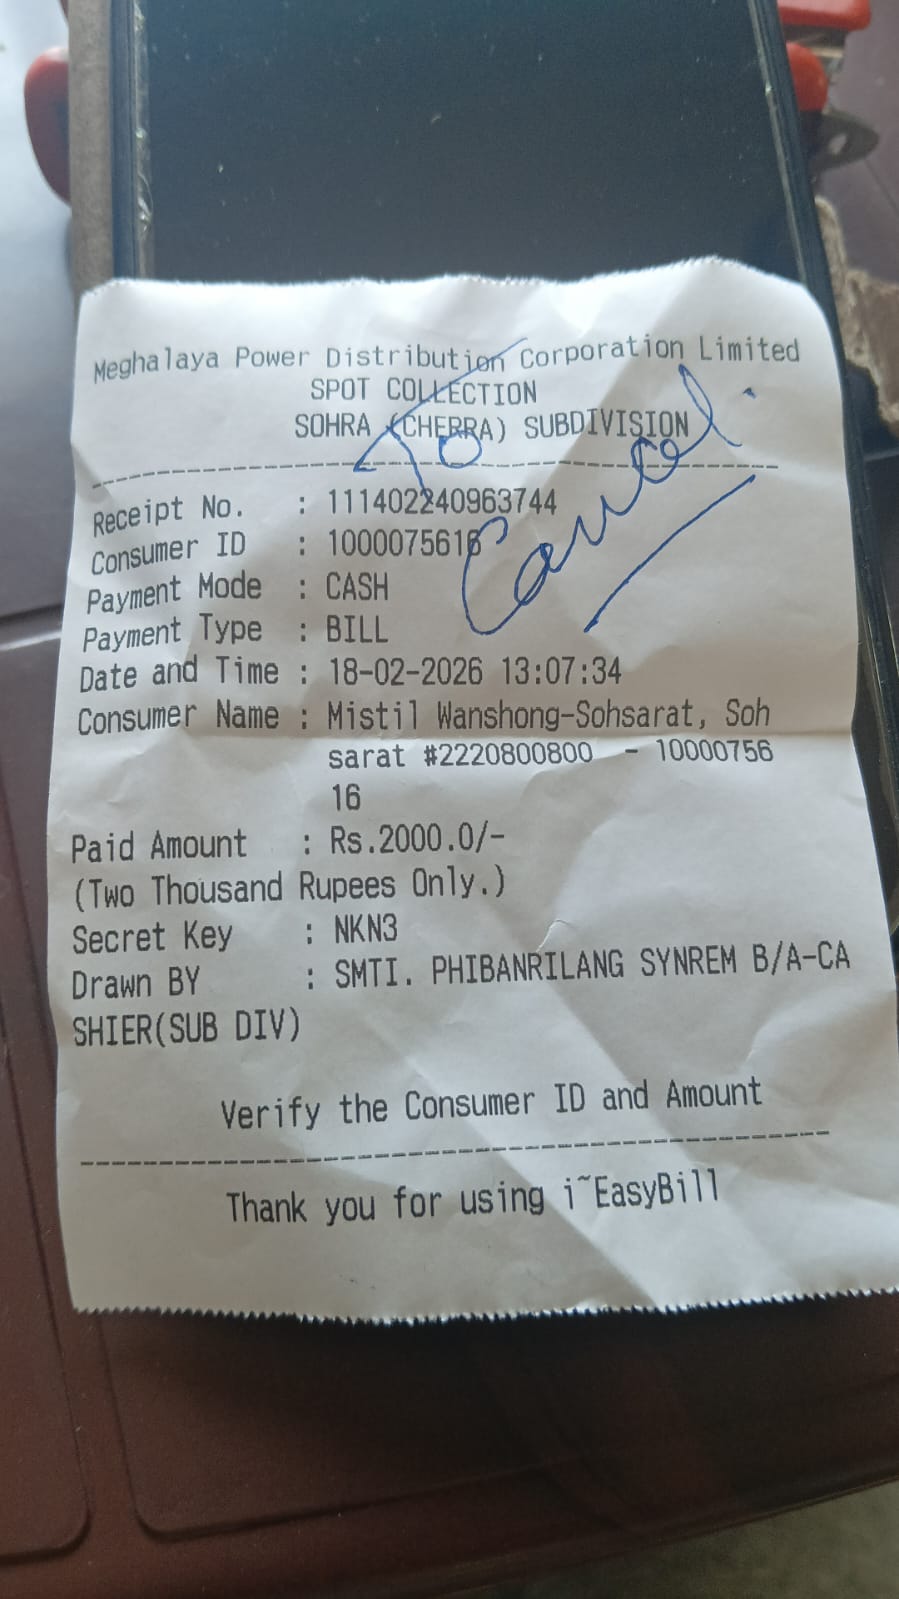 Meghalaya Power Distribution Corporation Limited
SPOT COLLECTION
SOHRA (CHERRA) SUBDIVISION
To
Cancel.
Receipt No. : 111402240963744
Consumer ID : 1000075616
Payment Mode : CASH
Payment Type : BILL
Date and Time : 18-02-2026 13:07:34
Consumer Name : Mistil Wanshong-Sohsarat, Soh
sarat #2220800800 - 10000756
16
Paid Amount : Rs.2000.0/-
(Two Thousand Rupees Only.)
Secret Key : NKN3
Drawn BY : SMTI. PHIBANRILANG SYNREM B/A-CA
SHIER(SUB DIV)
Verify the Consumer ID and Amount
Thank you for using i~EasyBill